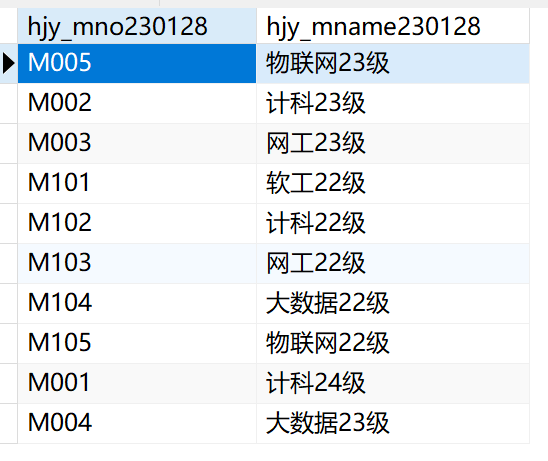 hjy_mno230128 hjy_mname230128
M005 物联网23级
M002 计科23级
M003 网工23级
M101 软工22级
M102 计科22级
M103 网工22级
M104 大数据22级
M105 物联网22级
M001 计科24级
M004 大数据23级